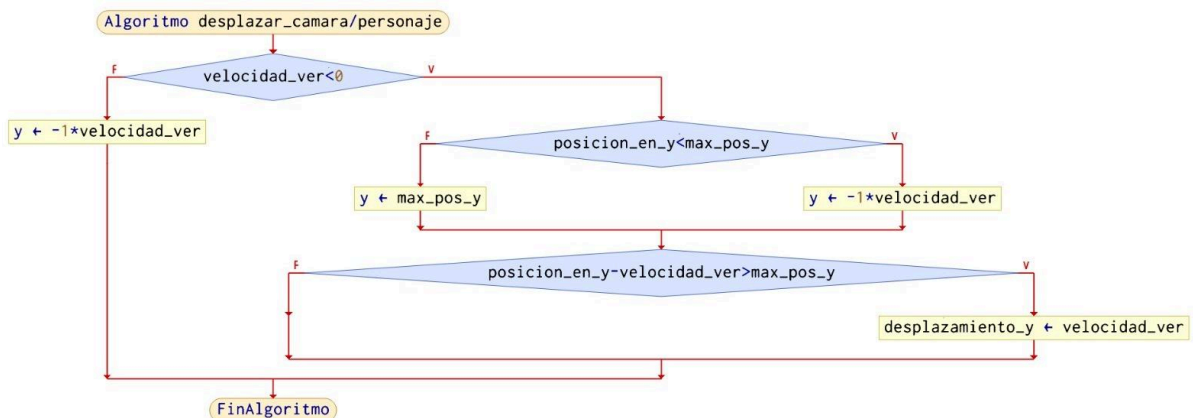 Algoritmo desplazar_camara/personaje
F
velocidad_ver<0
V
y ← -1*velocidad_ver
F
posicion_en_y<max_pos_y
V
y ← max_pos_y
y ← -1*velocidad_ver
F
posicion_en_y-velocidad_ver>max_pos_y
V
desplazamiento_y ← velocidad_ver
FinAlgoritmo